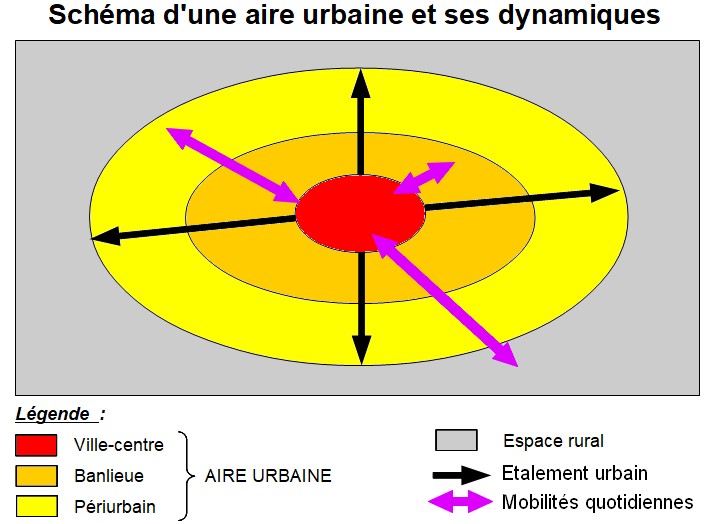 Schéma d'une aire urbaine et ses dynamiques
Légende :
Ville-centre
Banlieue
Périurbain
AIRE URBAINE
Espace rural
Etalement urbain
Mobilités quotidiennes